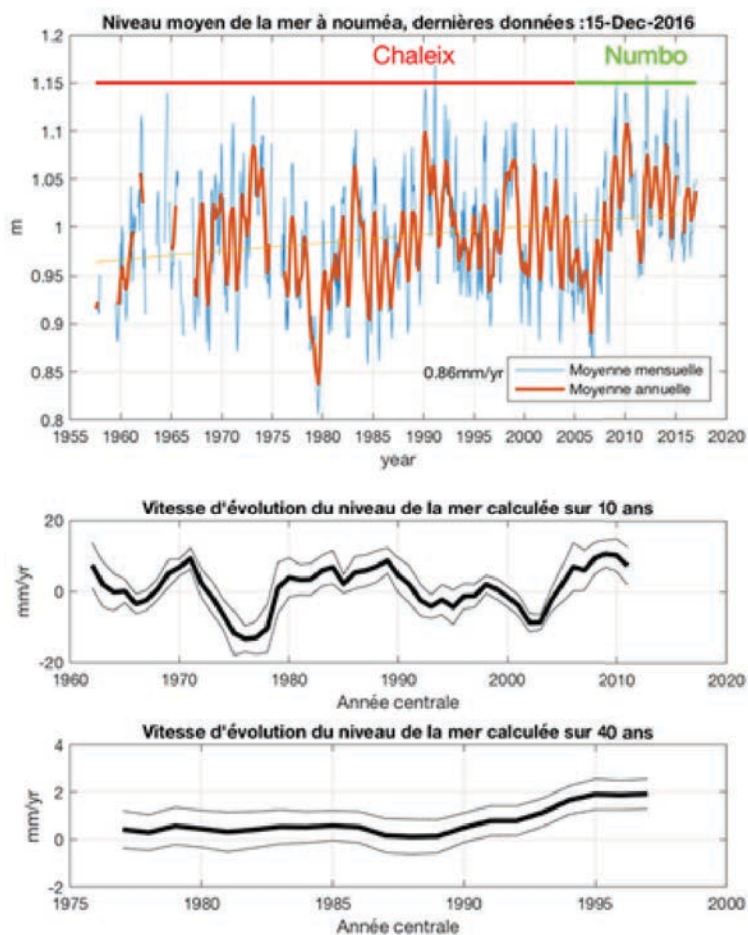 Niveau moyen de la mer à nouméa, dernières données :15-Dec-2016
1.2
Chaleix Numbo
1.15
1.1
1.05
1
m
0.95
0.9
0.86mm/yr
Moyenne mensuelle
Moyenne annuelle
0.85
0.8
1955 1960 1965 1970 1975 1980 1985 1990 1995 2000 2005 2010 2015 2020
year
Vitesse d'évolution du niveau de la mer calculée sur 10 ans
20
mm/yr
0
-20
1960 1970 1980 1990 2000 2010 2020
Année centrale
Vitesse d'évolution du niveau de la mer calculée sur 40 ans
4
2
mm/yr
0
-2
1975 1980 1985 1990 1995 2000
Année centrale